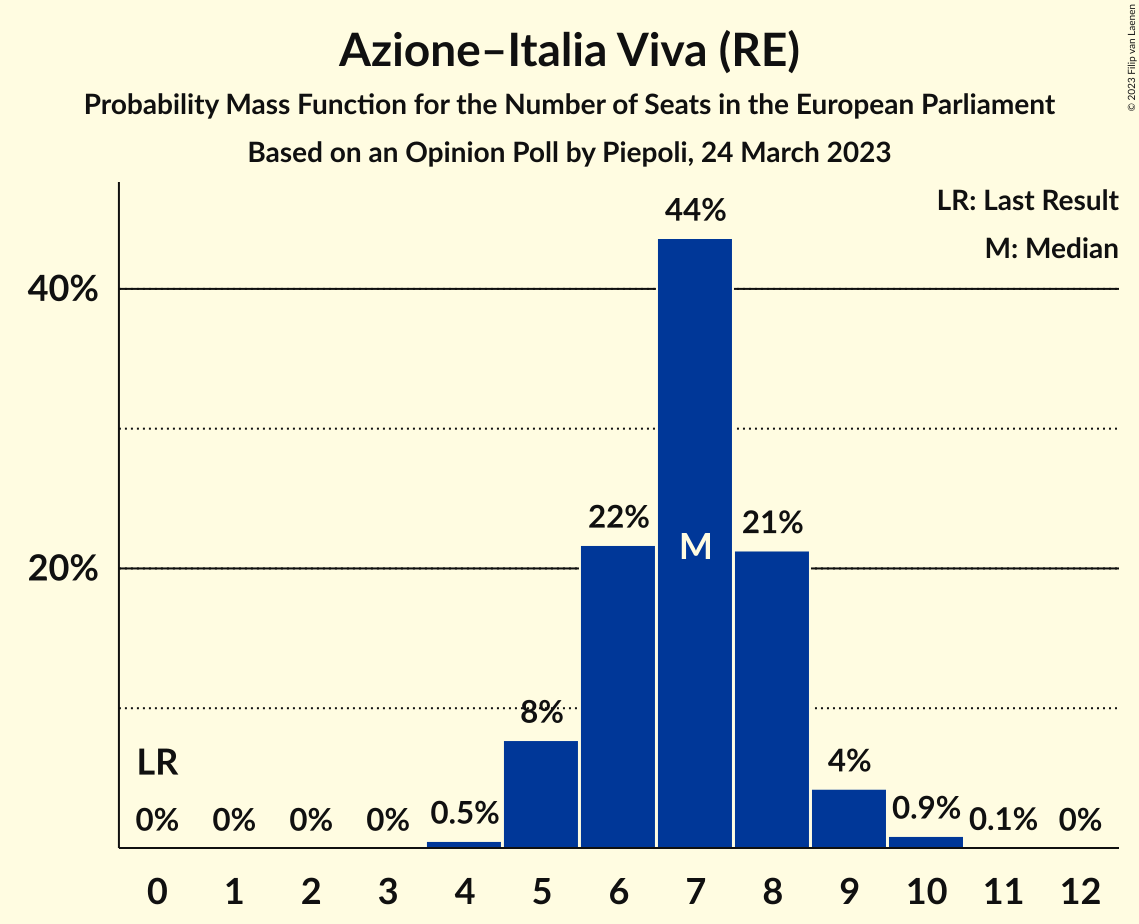 Azione–Italia Viva (RE)
Probability Mass Function for the Number of Seats in the European Parliament
Based on an Opinion Poll by Piepoli, 24 March 2023
© 2023 Filip van Laenen
LR: Last Result
M: Median
44%
40%
22%
21%
M
20%
8%
LR
4%
0%
0%
0%
0%
0.5%
0.9%
0.1%
0%
0 1 2 3 4 5 6 7 8 9 10 11 12